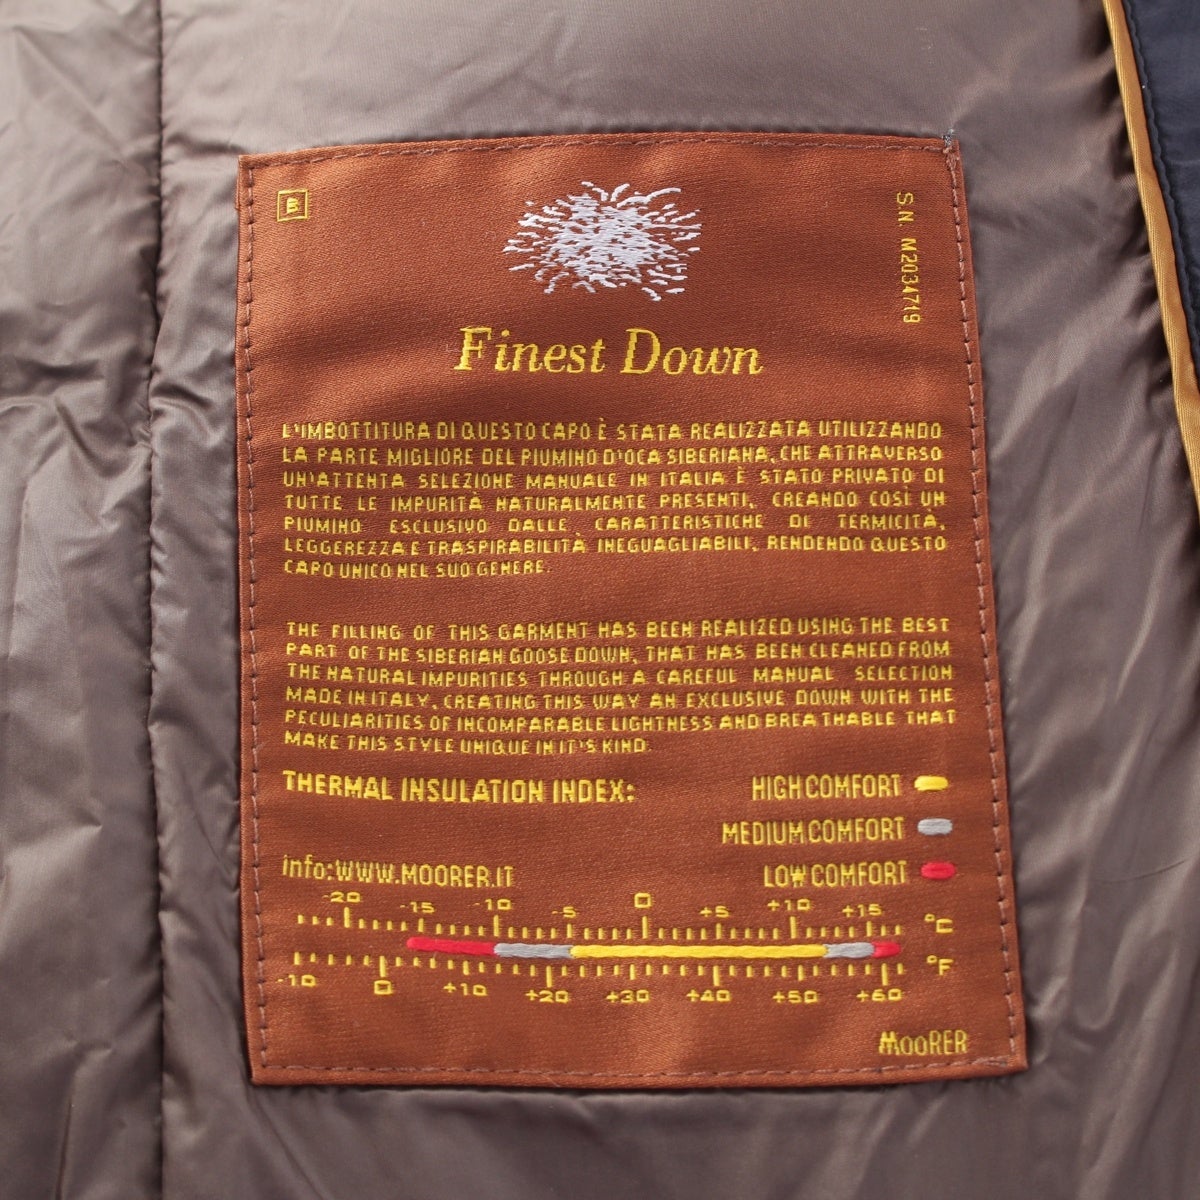 S.N. M2034719
Finest Down
L'IMBOTTITURA DI QUESTO CAPO È STATA REALIZZATA UTILIZZANDO
LA PARTE MIGLIORE DEL PIUMINO D'OCA SIBERIANA, CHE ATTRAVERSO
UN'ATTENTA SELEZIONE MANUALE IN ITALIA È STATO PRIVATO DI
TUTTE LE IMPURITÀ NATURALMENTE PRESENTI, CREANDO COSÌ UN
PIUMINO ESCLUSIVO DALLE CARATTERISTICHE DI TERMICITÀ,
LEGGEREZZA E TRASPIRABILITÀ INEGUAGLIABILI, RENDENDO QUESTO
CAPO UNICO NEL SUO GENERE.
THE FILLING OF THIS GARMENT HAS BEEN REALIZED USING THE BEST
PART OF THE SIBERIAN GOOSE DOWN, THAT HAS BEEN CLEANED FROM
THE NATURAL IMPURITIES THROUGH A CAREFUL MANUAL SELECTION
MADE IN ITALY, CREATING THIS WAY AN EXCLUSIVE DOWN WITH THE
PECULIARITIES OF INCOMPARABLE LIGHTNESS AND BREATHABLE THAT
MAKE THIS STYLE UNIQUE IN IT'S KIND.
THERMAL INSULATION INDEX: HIGH COMFORT
MEDIUM COMFORT
info:WWW.MOORER.IT LOW COMFORT
-20 -15 -10 -5 0 +5 +10 +15 °C
-10 0 +10 +20 +30 +40 +50 +60 °F
MOORER